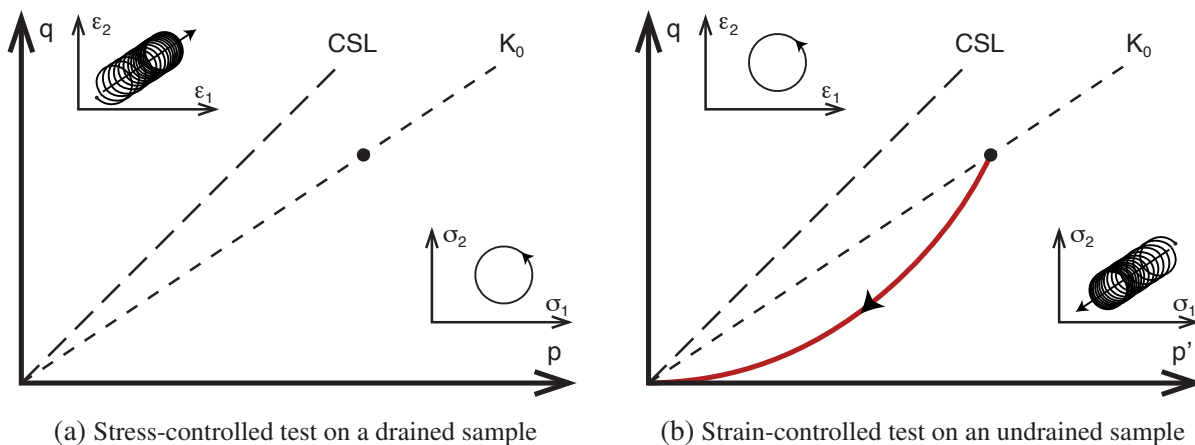 q
ε2
ε1
CSL
K0
σ2
σ1
p
(a) Stress-controlled test on a drained sample
q
ε2
ε1
CSL
K0
σ2
σ1
p'
(b) Strain-controlled test on an undrained sample